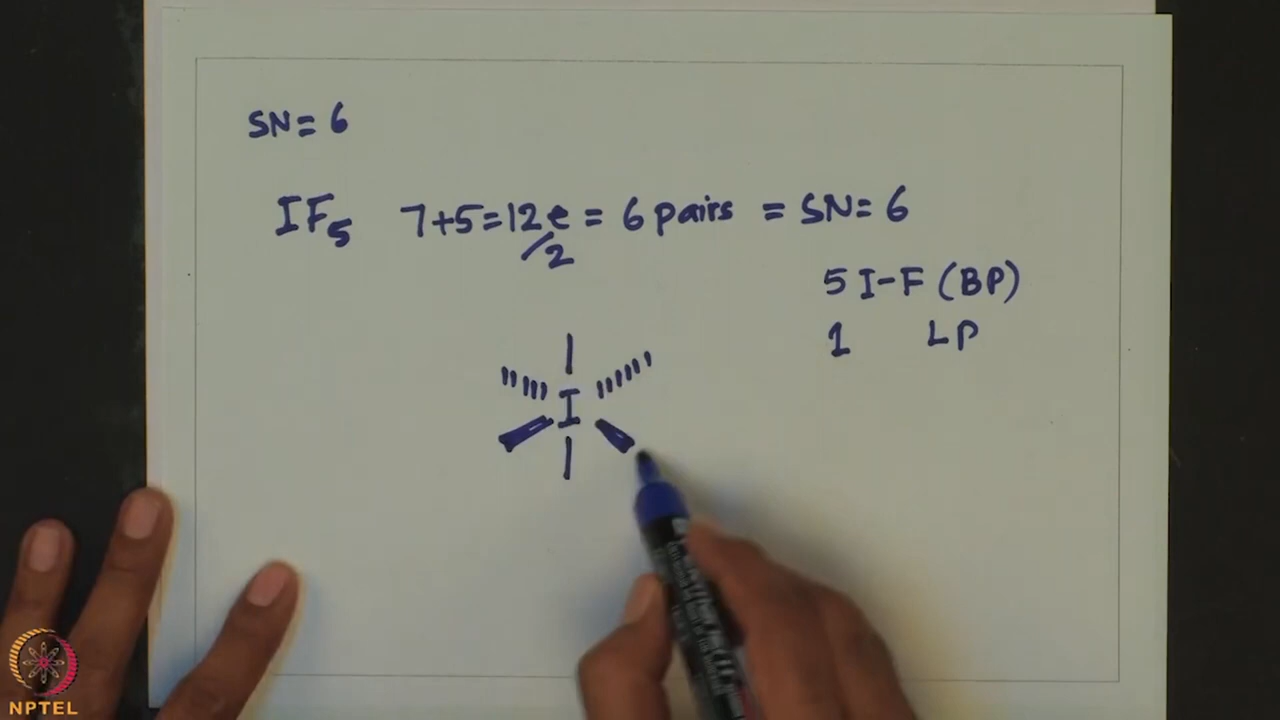 SN = 6
IF₅ 7+5=12e = 6 pairs = SN= 6
/2
5 I-F (BP)
1 LP
I
NPTEL